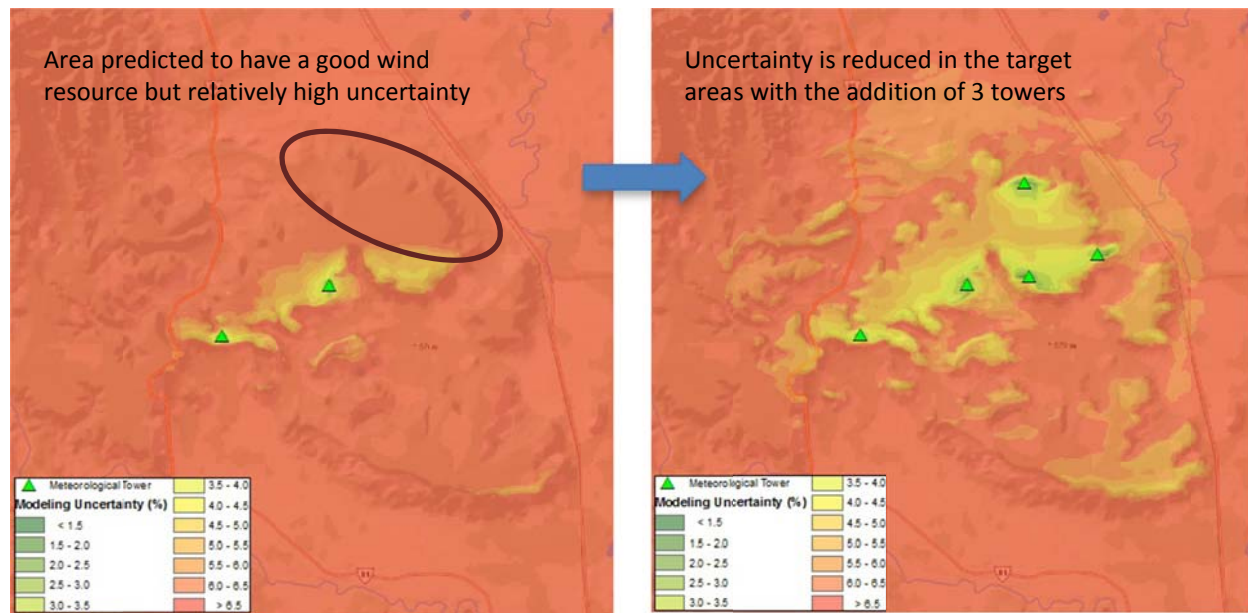 Area predicted to have a good wind
resource but relatively high uncertainty
Meteorological Tower
Modeling Uncertainty (%)
< 1.5
1.5 - 2.0
2.0 - 2.5
2.5 - 3.0
3.0 - 3.5
3.5 - 4.0
4.0 - 4.5
4.5 - 5.0
5.0 - 5.5
5.5 - 6.0
6.0 - 6.5
> 6.5
81
Uncertainty is reduced in the target
areas with the addition of 3 towers
Meteorological Tower
Modeling Uncertainty (%)
< 1.5
1.5 - 2.0
2.0 - 2.5
2.5 - 3.0
3.0 - 3.5
3.5 - 4.0
4.0 - 4.5
4.5 - 5.0
5.0 - 5.5
5.5 - 6.0
6.0 - 6.5
> 6.5
81